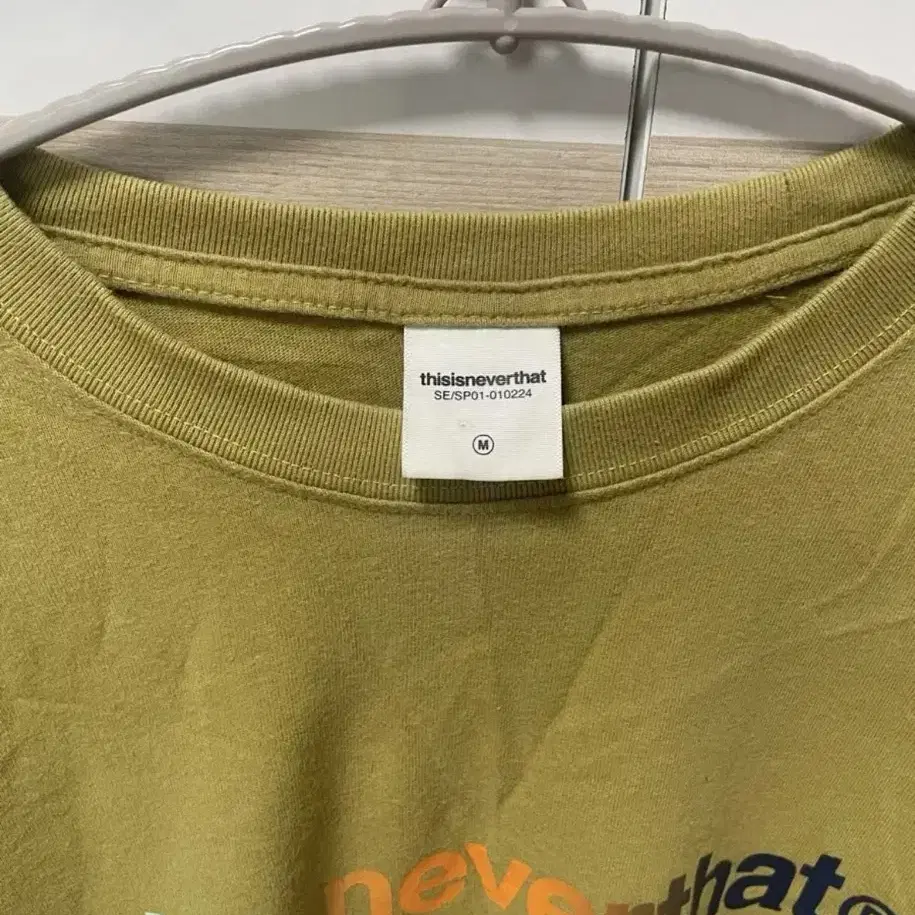 thisisneverthat
SE/SP01-010224
M
neverthat®